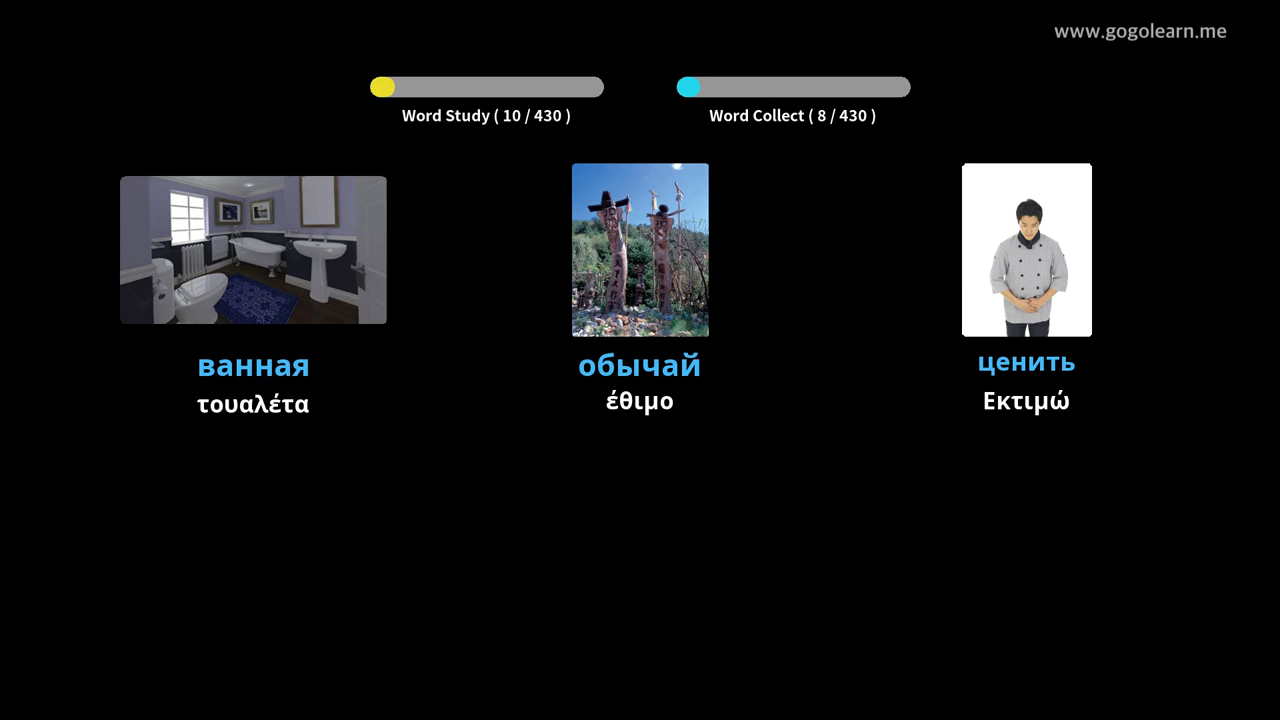 www.gogolearn.me
Word Study ( 10 / 430 )
Word Collect ( 8 / 430 )
ванная
обычай
ценить
τουαλέτα
έθιμο
Εκτιμώ